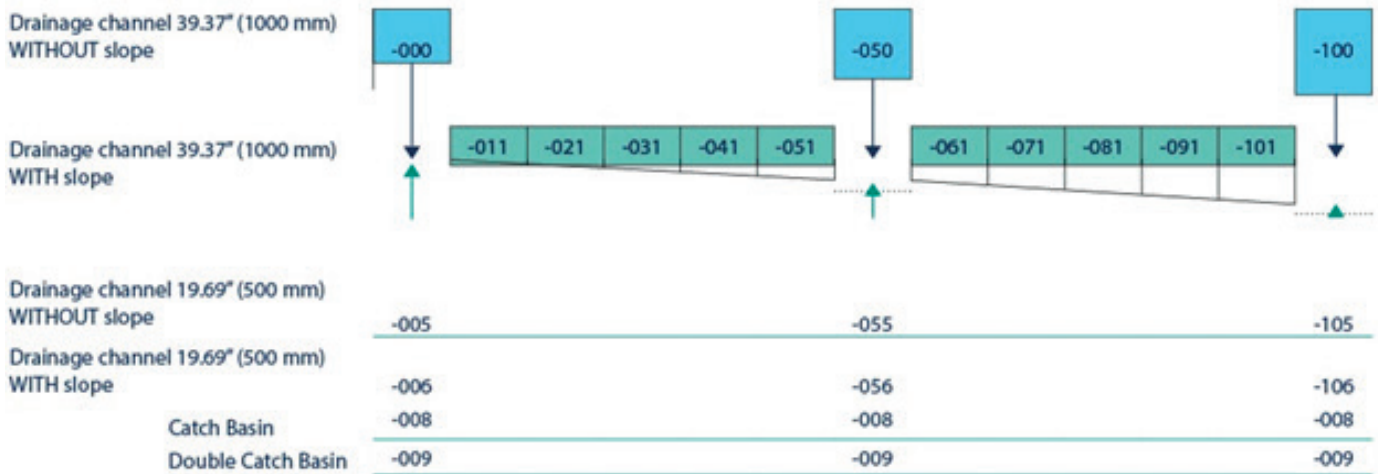 Drainage channel 39.37" (1000 mm)
WITHOUT slope
-000 -050 -100
Drainage channel 39.37" (1000 mm)
WITH slope
-011 -021 -031 -041 -051 -061 -071 -081 -091 -101
Drainage channel 19.69" (500 mm)
WITHOUT slope
-005 -055 -105
Drainage channel 19.69" (500 mm)
WITH slope
-006 -056 -106
Catch Basin -008 -008 -008
Double Catch Basin -009 -009 -009